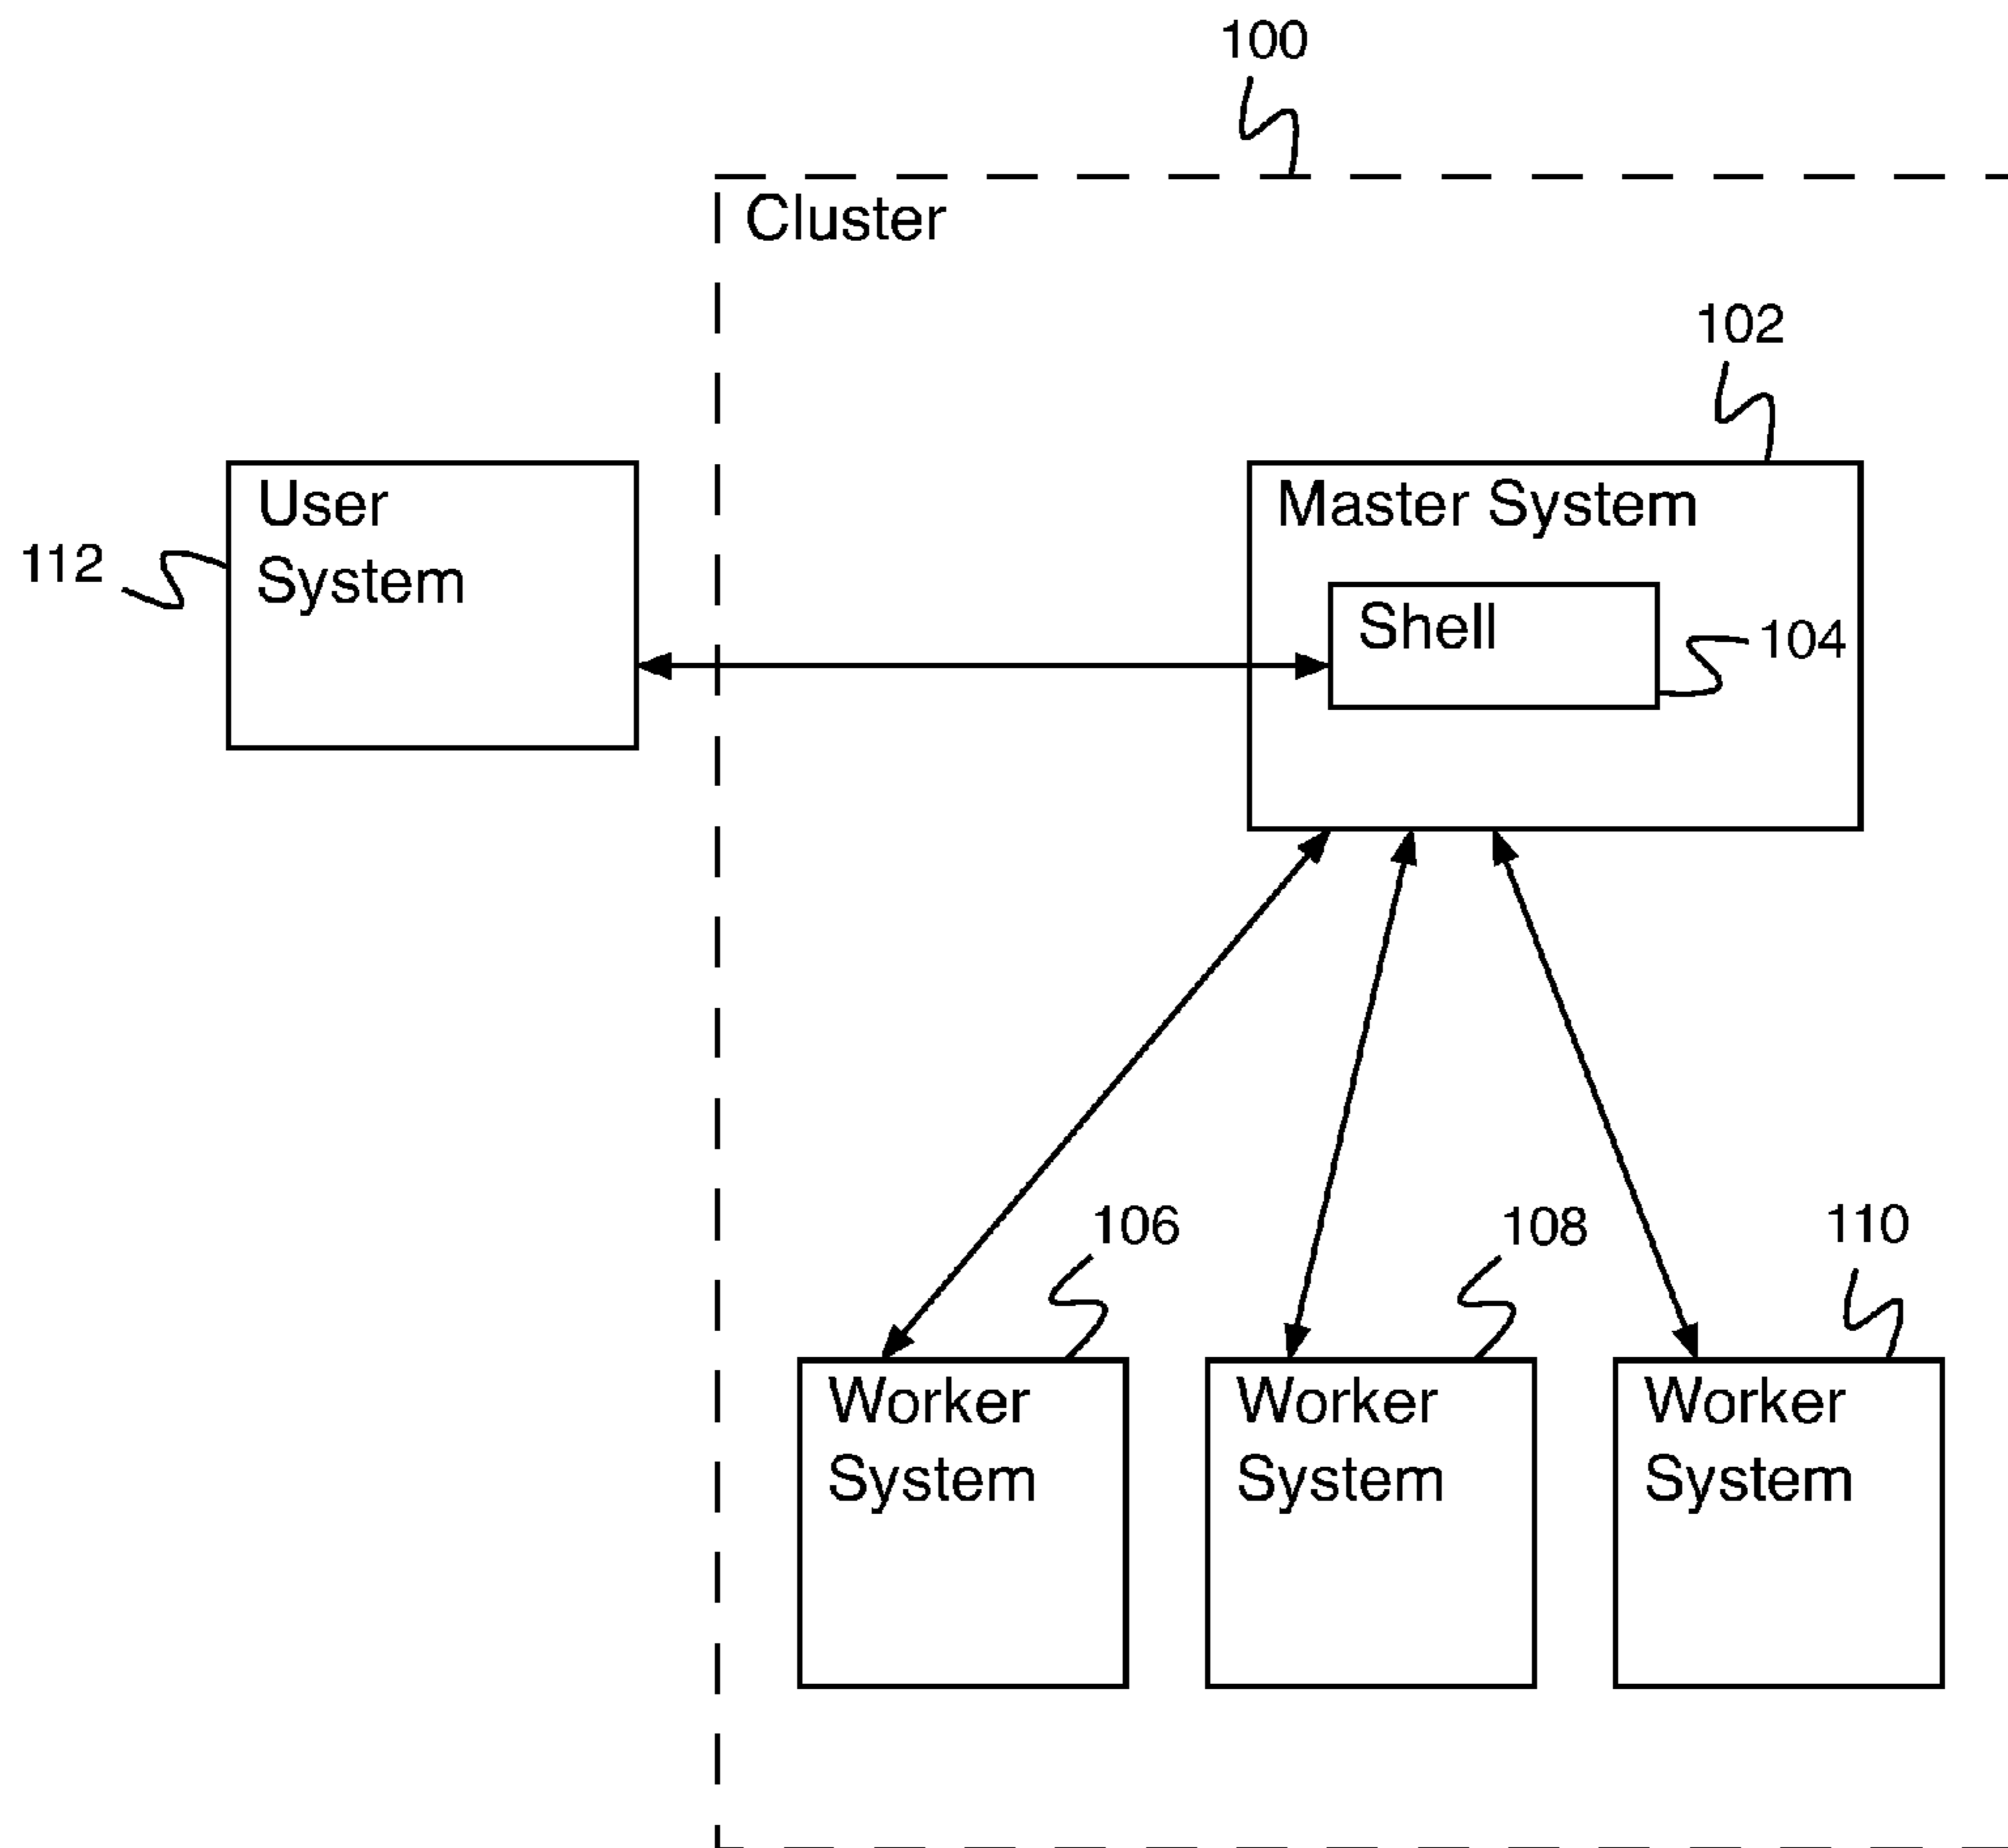 100
Cluster
102
User
System
112
Master System
Shell
104
106
108
110
Worker
System
Worker
System
Worker
System